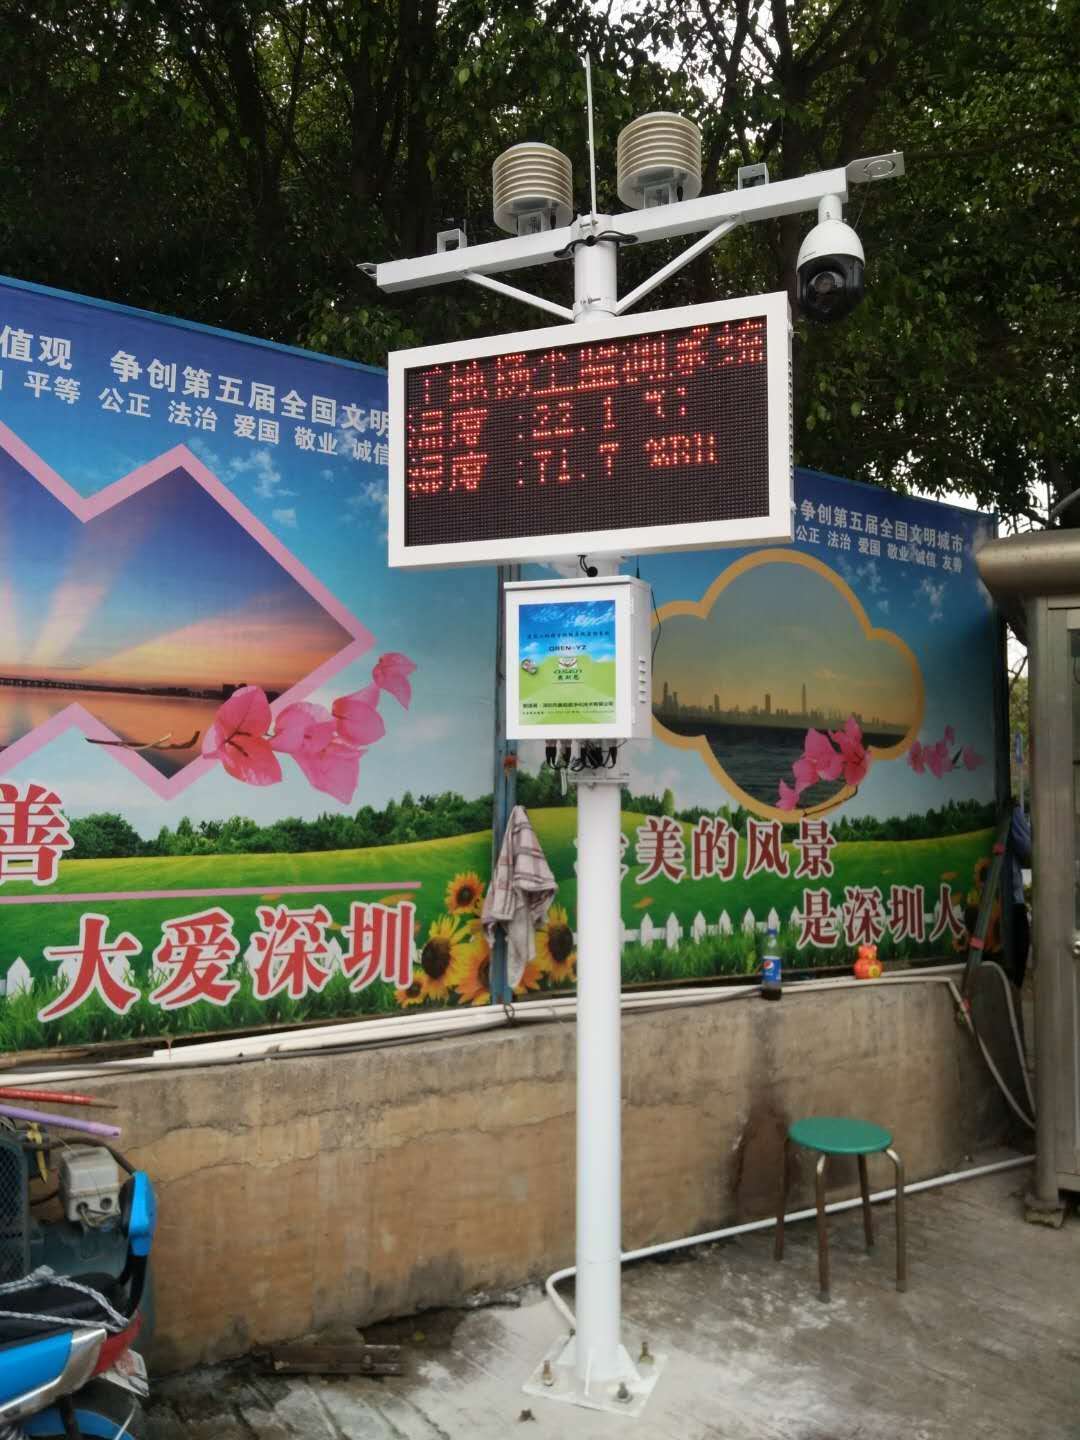 值观 争创第五届全国文明
平等 公正 法治 爱国 敬业 诚信
扬尘监测系统
温度 :22.1 ℃
湿度 :71.7 %RH
争创第五届全国文明城市
公正 法治 爱国 敬业 诚信 友善
OREN-YZ
奥斯恩
善
大爱深圳
美的风景
是深圳人